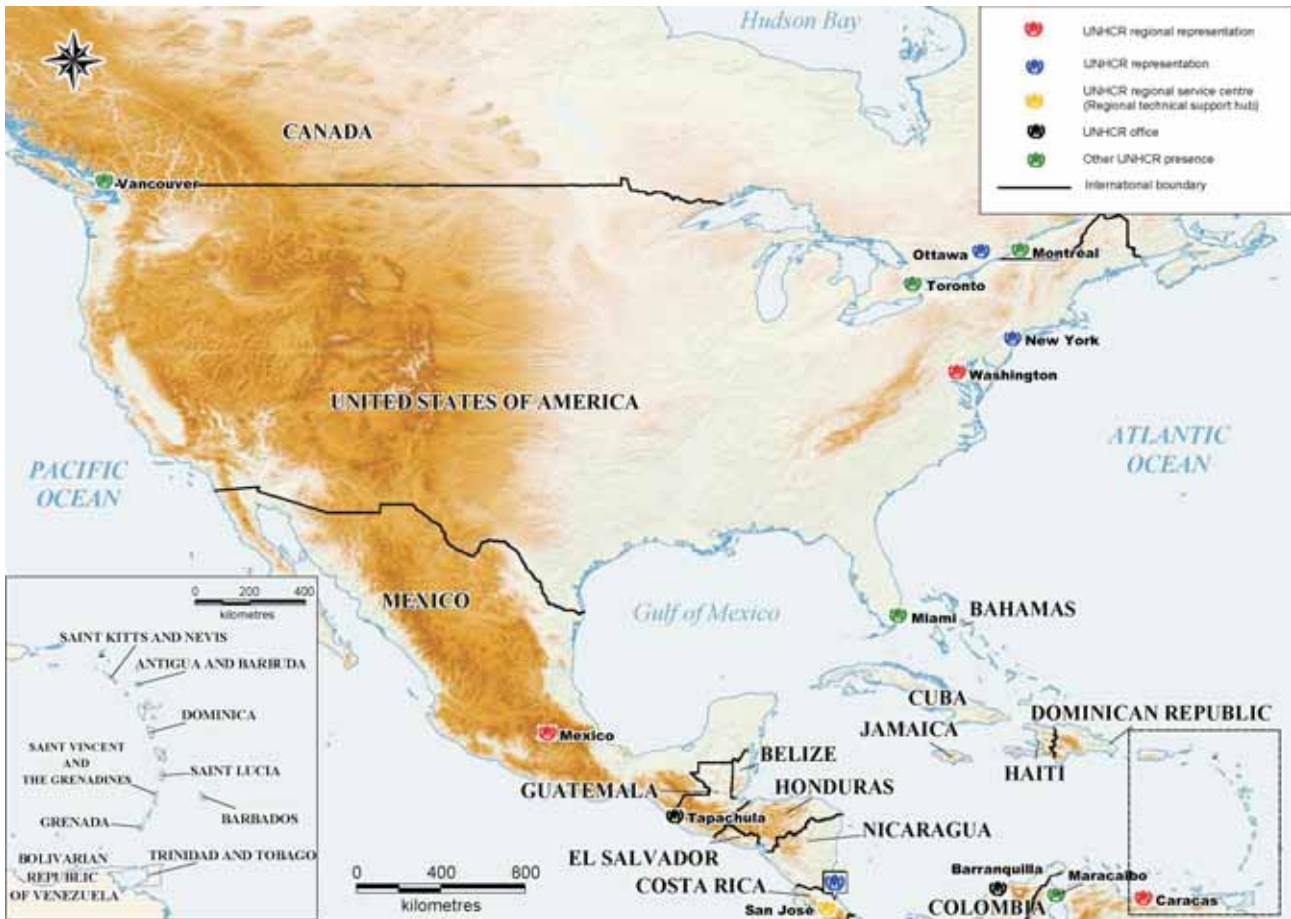 Hudson Bay
UNHCR regional representation
UNHCR representation
UNHCR regional service centre
(Regional technical support hub)
UNHCR office
Other UNHCR presence
International boundary
CANADA
Vancouver
Ottawa
Montréal
Toronto
New York
Washington
UNITED STATES OF AMERICA
PACIFIC
OCEAN
ATLANTIC
OCEAN
MEXICO
Gulf of Mexico
Miami
BAHAMAS
CUBA
JAMAICA
DOMINICAN REPUBLIC
HAITI
Mexico
BELIZE
GUATEMALA
HONDURAS
Tapachula
NICARAGUA
EL SALVADOR
COSTA RICA
San José
Barranquilla
Maracaibo
COLOMBIA
Caracas
0 400 800
kilometres
0 200 400
kilometres
SAINT KITTS AND NEVIS
ANTIGUA AND BARBUDA
DOMINICA
SAINT VINCENT
AND
THE GRENADINES
SAINT LUCIA
GRENADA
BARBADOS
BOLIVARIAN
REPUBLIC
OF VENEZUELA
TRINIDAD AND TOBAGO